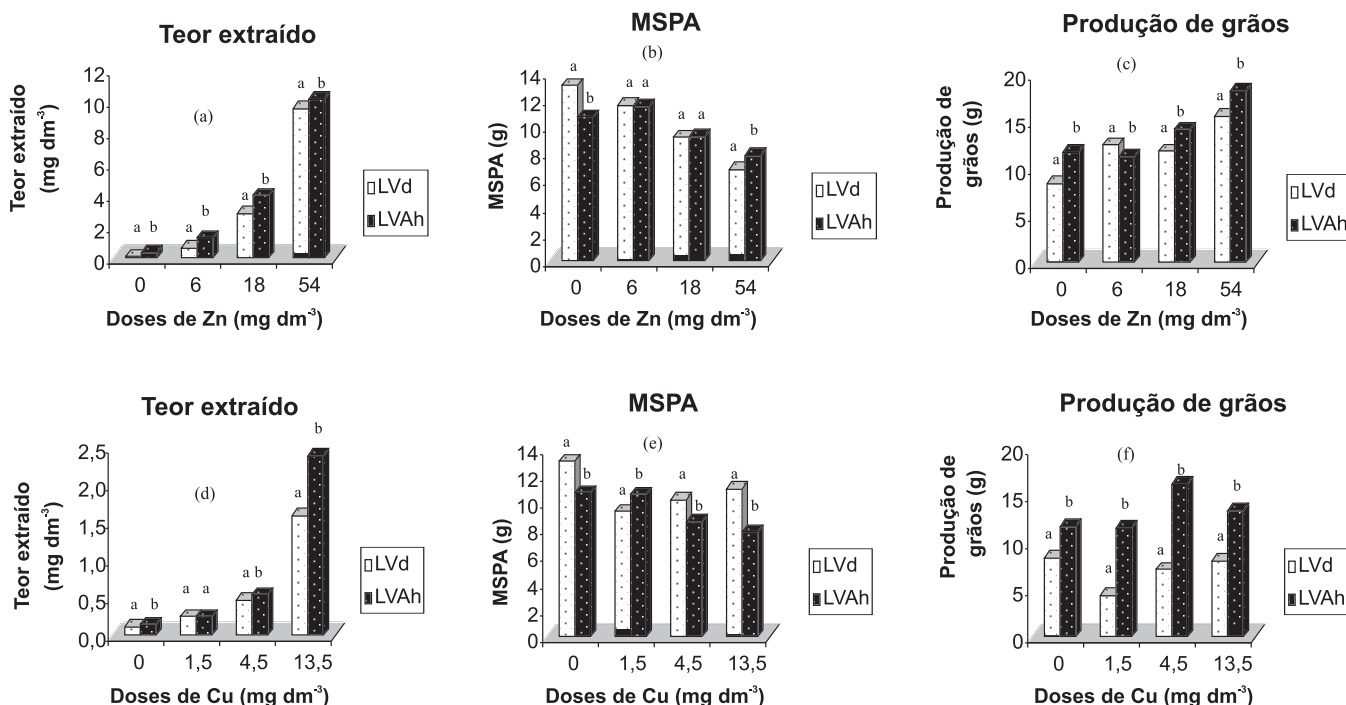 Teor extraído
Teor extraído
(mg dm-3)
12
10
8
6
4
2
0
(a)
a b
a b
a b
a b
0 6 18 54
Doses de Zn (mg dm-3)
LVd
LVAh
MSPA
(b)
MSPA (g)
14
12
10
8
6
4
2
0
a b
a a
a a
a b
0 6 18 54
Doses de Zn (mg dm-3)
LVd
LVAh
Produção de grãos
(c)
Produção de
grãos (g)
20
15
10
5
0
a b
a b
a b
a b
0 6 18 54
Doses de Zn (mg dm-3)
LVd
LVAh
Teor extraído
Teor extraído
(mg dm-3)
2,5
2,0
1,5
1,0
0,5
0,0
(d)
a b
a a
a b
a b
0 1,5 4,5 13,5
Doses de Cu (mg dm-3)
LVd
LVAh
MSPA
(e)
MSPA (g)
14
12
10
8
6
4
2
0
a b
a b
a b
a b
0 1,5 4,5 13,5
Doses de Cu (mg dm-3)
LVd
LVAh
Produção de grãos
(f)
Produção de
grãos (g)
20
15
10
5
0
a b
a b
a b
a b
0 1,5 4,5 13,5
Doses de Cu (mg dm-3)
LVd
LVAh